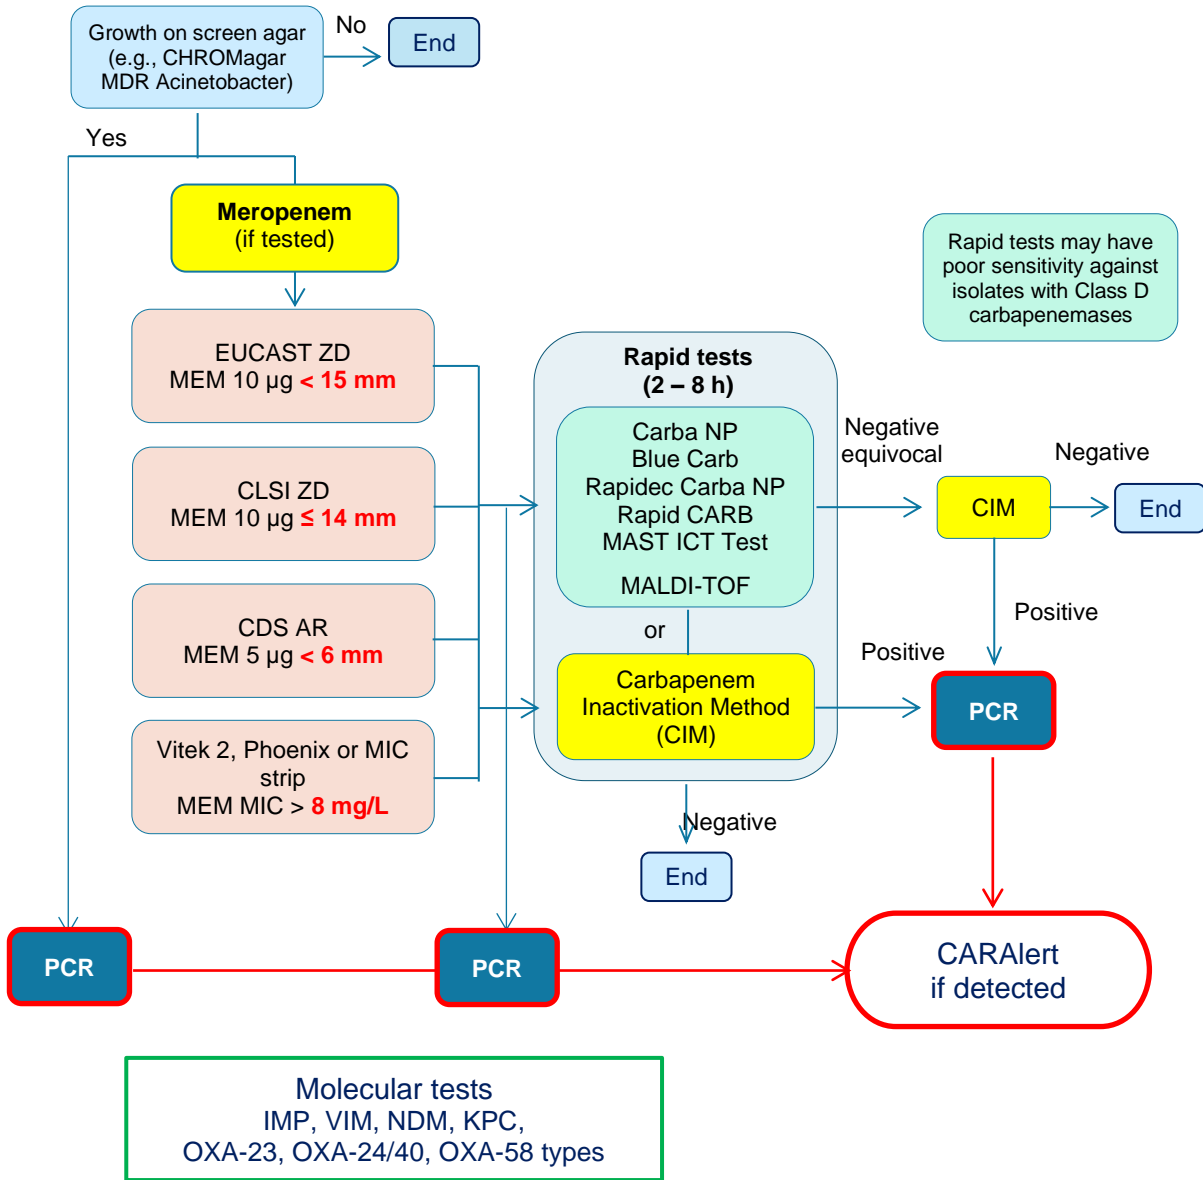 Growth on screen agar
(e.g., CHROMagar
MDR Acinetobacter)
No
End
Yes
Meropenem
(if tested)
Rapid tests may have
poor sensitivity against
isolates with Class D
carbapenemases
EUCAST ZD
MEM 10 µg < 15 mm
CLSI ZD
MEM 10 µg ≤ 14 mm
CDS AR
MEM 5 µg < 6 mm
Vitek 2, Phoenix or MIC
strip
MEM MIC > 8 mg/L
Rapid tests
(2 – 8 h)
Carba NP
Blue Carb
Rapidec Carba NP
Rapid CARB
MAST ICT Test
MALDI-TOF
or
Carbapenem
Inactivation Method
(CIM)
Negative
equivocal
CIM
Negative
End
Positive
Positive
PCR
Negative
End
PCR
PCR
CARAlert
if detected
Molecular tests
IMP, VIM, NDM, KPC,
OXA-23, OXA-24/40, OXA-58 types